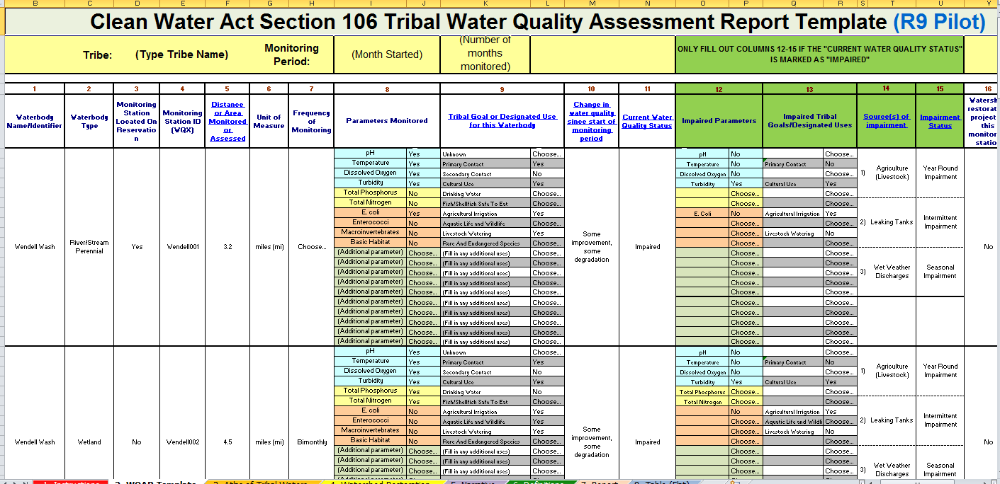 B C D E F G H I J K L M N O P Q R S T U V
Clean Water Act Section 106 Tribal Water Quality Assessment Report Template (R9 Pilot)
Tribe: (Type Tribe Name)
Monitoring
Period:
(Month Started)
(Number of
months
monitored)
ONLY FILL OUT COLUMNS 12-15 IF THE "CURRENT WATER QUALITY STATUS"
IS MARKED AS "IMPAIRED"
1 2 3 4 5 6 7 8 9 10 11 12 13 14 15 16
Waterbody
Name/Identifier
Waterbody
Type
Monitoring
Station
Located On
Reservatio
n
Monitoring
Station ID
(WQX)
Distance
or Area
Monitored
or
Assessed
Unit of
Measure
Frequency
of
Monitoring
Parameters Monitored
Tribal Goal or Designated Use
for this Waterbody
Change in
water quality
since start of
monitoring
period
Current Water
Quality Status
Impaired Parameters
Impaired Tribal
Goals/Designated Uses
Source(s) of
impairment
Impairment
Status
Watersh
restorat
project
this
monitor
statio
Wendell Wash
River/Stream
Perennial
Yes
Wendell001
3.2
miles (mi)
Choose...
pH Yes Unknown Choose...
Temperature Yes Primary Contact Yes
Dissolved Oxygen Yes Secondary Contact No
Turbidity Yes Cultural Use Yes
Total Phosphorus No Drinking Water Choose...
Total Nitrogen No Fish/Shellfish Safe To Eat Choose...
E. coli Yes Agricultural Irrigation Yes
Enterococci No Aquatic Life and Wildlife Choose...
Macroinvertebrates No Livestock Watering Yes
Basic Habitat No Rare And Endangered Species Choose...
(Additional parameter) Choose... (Fill in any additional uses) Choose...
(Additional parameter) Choose... (Fill in any additional uses) Choose...
(Additional parameter) Choose... (Fill in any additional uses) Choose...
(Additional parameter) Choose... (Fill in any additional uses) Choose...
(Additional parameter) Choose... (Fill in any additional uses) Choose...
(Additional parameter) Choose... (Fill in any additional uses) Choose...
(Additional parameter) Choose... (Fill in any additional uses) Choose...
(Additional parameter) Choose... (Fill in any additional uses) Choose...
(Additional parameter) Choose... (Fill in any additional uses) Choose...
(Additional parameter) Choose... (Fill in any additional uses) Choose...
Some
improvement,
some
degradation
Impaired
pH No Choose...
Temperature No Primary Contact No
Dissolved Oxygen No Choose...
Turbidity Yes Cultural Use Yes
Choose... Choose...
Choose... Choose...
E. Coli No Agricultural Irrigation Yes
Choose... Choose...
Choose... Livestock Watering No
Choose... Choose...
Choose... Choose...
Choose... Choose...
Choose... Choose...
Choose... Choose...
Choose... Choose...
Choose... Choose...
Choose... Choose...
Choose... Choose...
Choose... Choose...
Choose... Choose...
1) Agriculture
(Livestock)
Year Round
Impairment
2) Leaking Tanks
Intermittent
Impairment
3) Wet Weather
Discharges
Seasonal
Impairment
No
Wendell Wash
Wetland
No
Wendell002
4.5
miles (mi)
Bimonthly
pH Yes Unknown Choose...
Temperature Yes Primary Contact Yes
Dissolved Oxygen Yes Secondary Contact No
Turbidity Yes Cultural Use Yes
Total Phosphorus Yes Drinking Water No
Total Nitrogen Yes Fish/Shellfish Safe To Eat Choose...
E. coli No Agricultural Irrigation Yes
Enterococci No Aquatic Life and Wildlife Yes
Macroinvertebrates No Livestock Watering Yes
Basic Habitat No Rare And Endangered Species Choose...
(Additional parameter) Choose... (Fill in any additional uses) Choose...
(Additional parameter) Choose... (Fill in any additional uses) Choose...
(Additional parameter) Choose... (Fill in any additional uses) Choose...
Some
improvement,
some
degradation
Impaired
pH No Choose...
Temperature No Primary Contact No
Dissolved Oxygen No Choose...
Turbidity Yes Cultural Use Yes
Total Phosphorus Choose... Choose...
Total Nitrogen Choose... Choose...
No Agricultural Irrigation Yes
Choose... Aquatic Life and Wildli Choose...
Choose... Livestock Watering No
Choose... Choose...
Choose... Choose...
Choose... Choose...
Choose... Choose...
1) Agriculture
(Livestock)
Year Round
Impairment
2) Leaking Tanks
Intermittent
Impairment
3) Wet Weather
Discharges
Seasonal
Impairment
No
1. Instructions 2. WQAR Template 3. Atlas of Tribal Waters 4. Watershed Restoration 5. Narrative 6. Definitions 7. Report